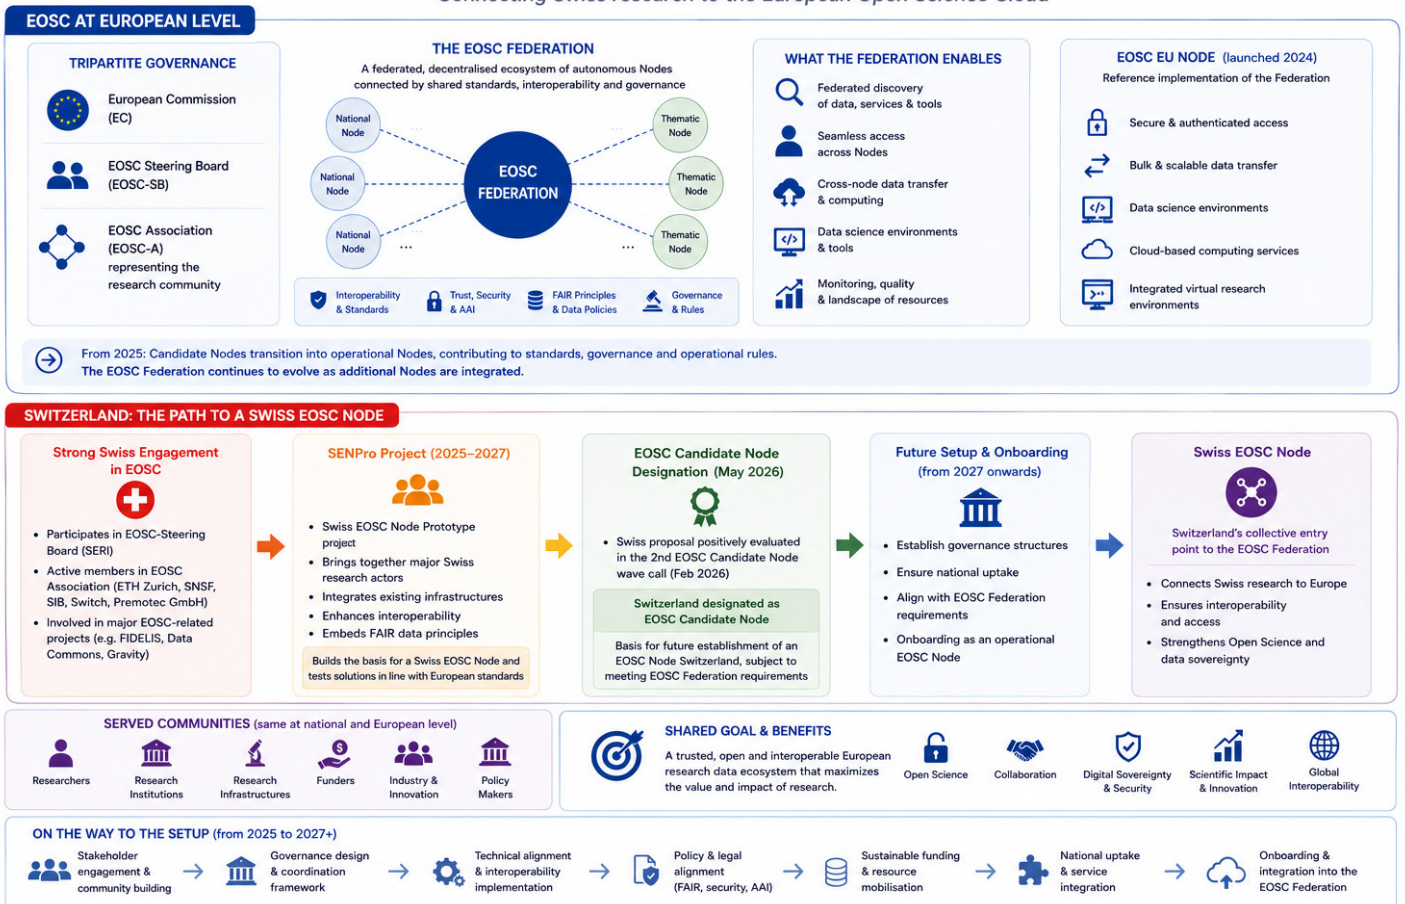 Connecting Swiss research to the European Open Science Cloud
EOSC AT EUROPEAN LEVEL
TRIPARTITE GOVERNANCE
European Commission
(EC)
EOSC Steering Board
(EOSC-SB)
EOSC Association
(EOSC-A)
representing the
research community
THE EOSC FEDERATION
A federated, decentralised ecosystem of autonomous Nodes
connected by shared standards, interoperability and governance
National
Node
...
...
Thematic
Node
National
Node
EOSC
FEDERATION
Thematic
Node
National
Node
...
...
...
Thematic
Node
Interoperability
& Standards
Trust, Security
& AAI
FAIR Principles
& Data Policies
Governance
& Rules
WHAT THE FEDERATION ENABLES
Federated discovery
of data, services & tools
Seamless access
across Nodes
Cross-node data transfer
& computing
Data science environments
& tools
Monitoring, quality
& landscape of resources
EOSC EU NODE (launched 2024)
Reference implementation of the Federation
Secure & authenticated access
Bulk & scalable data transfer
Data science environments
Cloud-based computing services
Integrated virtual research
environments
From 2025: Candidate Nodes transition into operational Nodes, contributing to standards, governance and operational rules.
The EOSC Federation continues to evolve as additional Nodes are integrated.
SWITZERLAND: THE PATH TO A SWISS EOSC NODE
Strong Swiss Engagement
in EOSC
• Participates in EOSC-Steering
Board (SERI)
• Active members in EOSC
Association (ETH Zurich, SNSF,
SIB, Switch, Premotec GmbH)
• Involved in major EOSC-related
projects (e.g. FIDELIS, Data
Commons, Gravity)
SENPro Project (2025–2027)
• Swiss EOSC Node Prototype
project
• Brings together major Swiss
research actors
• Integrates existing infrastructures
• Enhances interoperability
• Embeds FAIR data principles
Builds the basis for a Swiss EOSC Node and
tests solutions in line with European standards
EOSC Candidate Node
Designation (May 2026)
• Swiss proposal positively evaluated
in the 2nd EOSC Candidate Node
wave call (Feb 2026)
Switzerland designated as
EOSC Candidate Node
Basis for future establishment of an
EOSC Node Switzerland, subject to
meeting EOSC Federation requirements
Future Setup & Onboarding
(from 2027 onwards)
• Establish governance structures
• Ensure national uptake
• Align with EOSC Federation
requirements
• Onboarding as an operational
EOSC Node
Swiss EOSC Node
Switzerland's collective entry
point to the EOSC Federation
• Connects Swiss research to Europe
• Ensures interoperability
and access
• Strengthens Open Science and
data sovereignty
SERVED COMMUNITIES (same at national and European level)
Researchers
Research
Institutions
Research
Infrastructures
Funders
Industry &
Innovation
Policy
Makers
SHARED GOAL & BENEFITS
A trusted, open and interoperable European
research data ecosystem that maximizes
the value and impact of research.
Open Science
Collaboration
Digital Sovereignty
& Security
Scientific Impact
& Innovation
Global
Interoperability
ON THE WAY TO THE SETUP (from 2025 to 2027+)
Stakeholder
engagement &
community building
Governance design
& coordination
framework
Technical alignment
& interoperability
implementation
Policy & legal
alignment
(FAIR, security, AAI)
Sustainable funding
& resource
mobilisation
National uptake
& service
integration
Onboarding &
integration into the
EOSC Federation